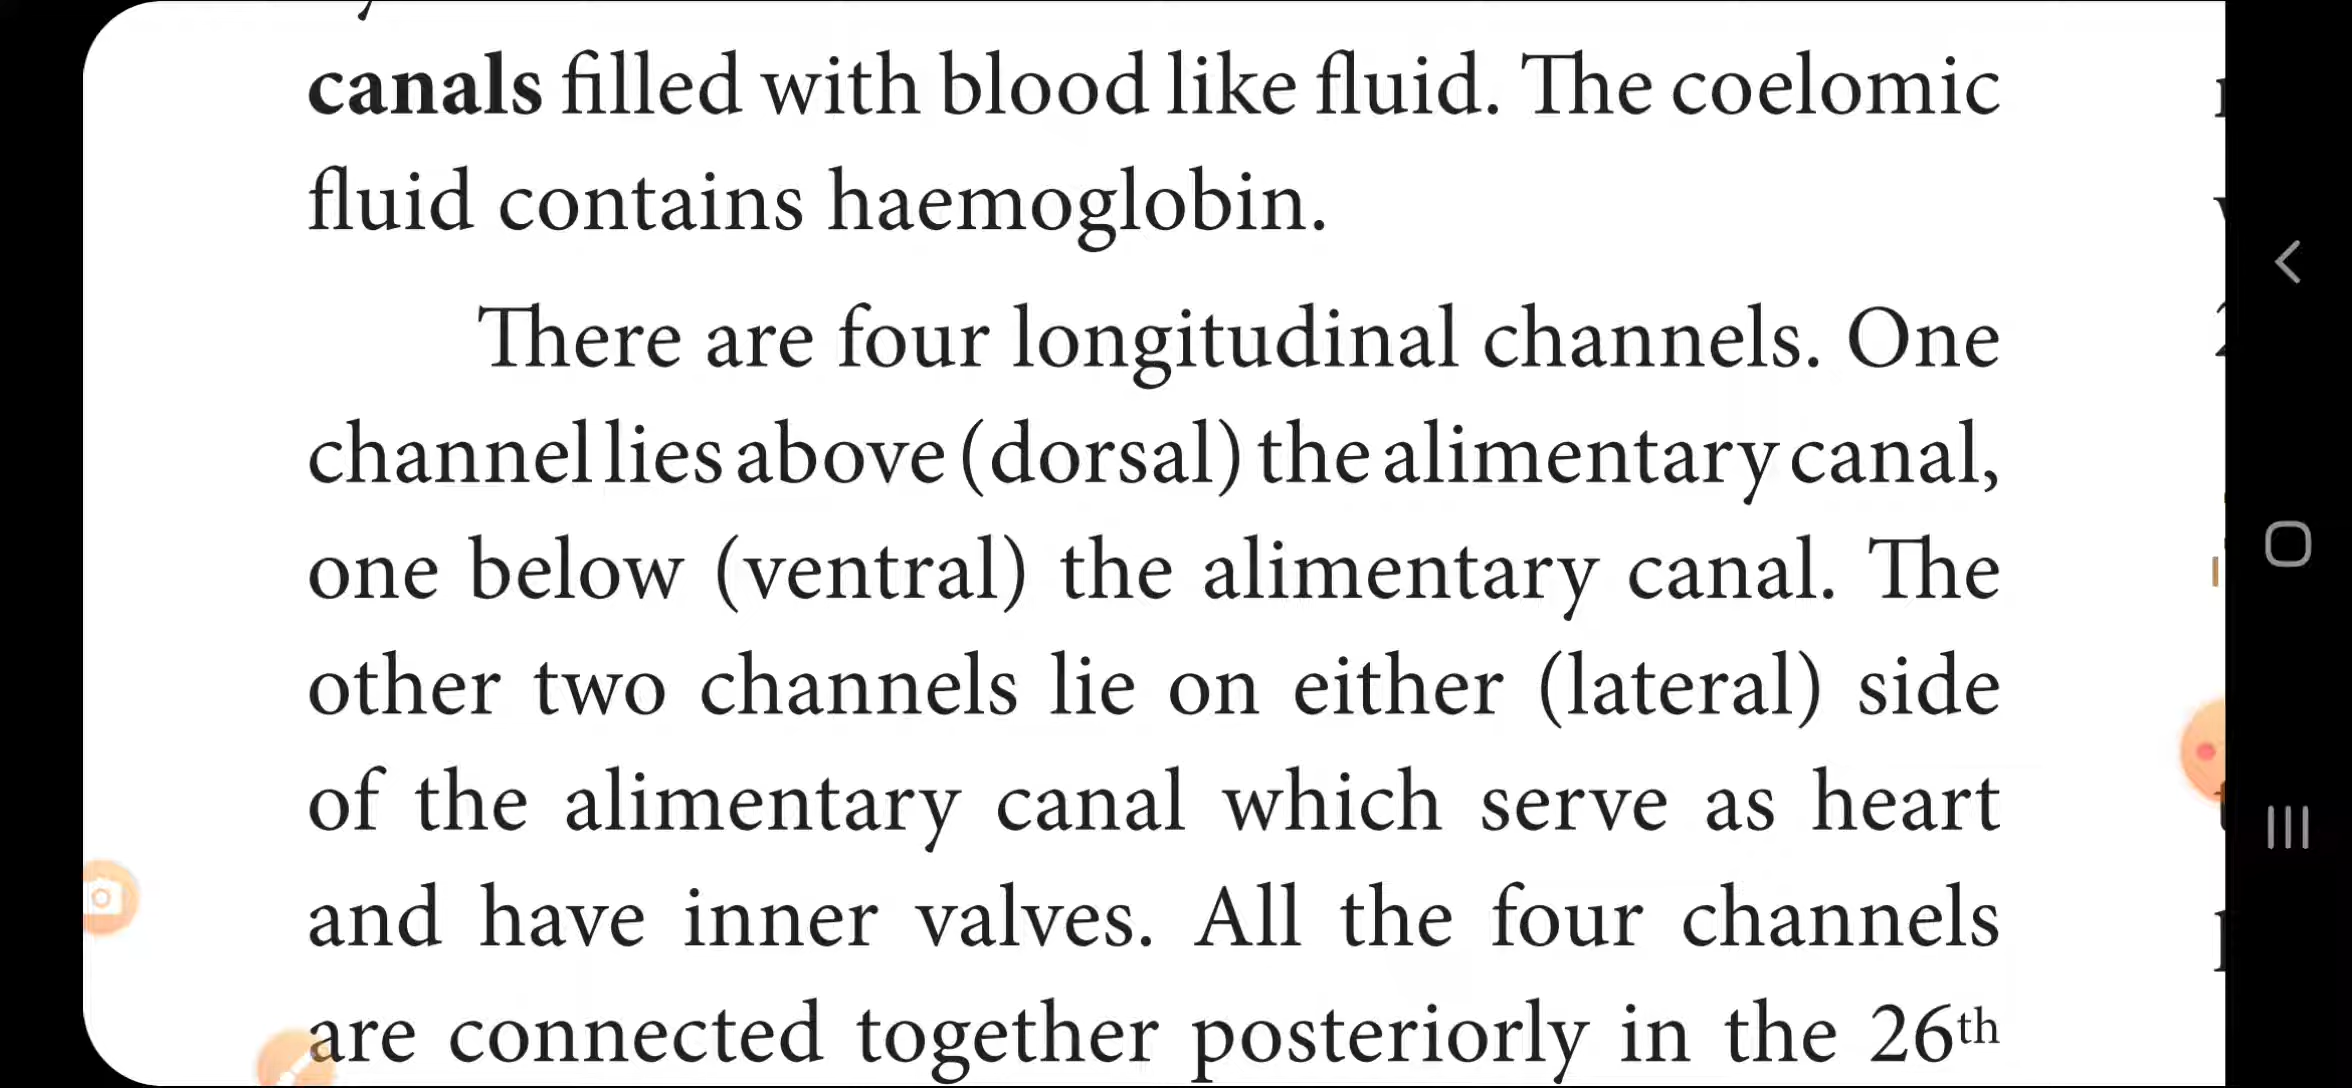 canals filled with blood like fluid. The coelomic
fluid contains haemoglobin.
There are four longitudinal channels. One
channel lies above (dorsal) the alimentary canal,
one below (ventral) the alimentary canal. The
other two channels lie on either (lateral) side
of the alimentary canal which serve as heart
and have inner valves. All the four channels
are connected together posteriorly in the 26th